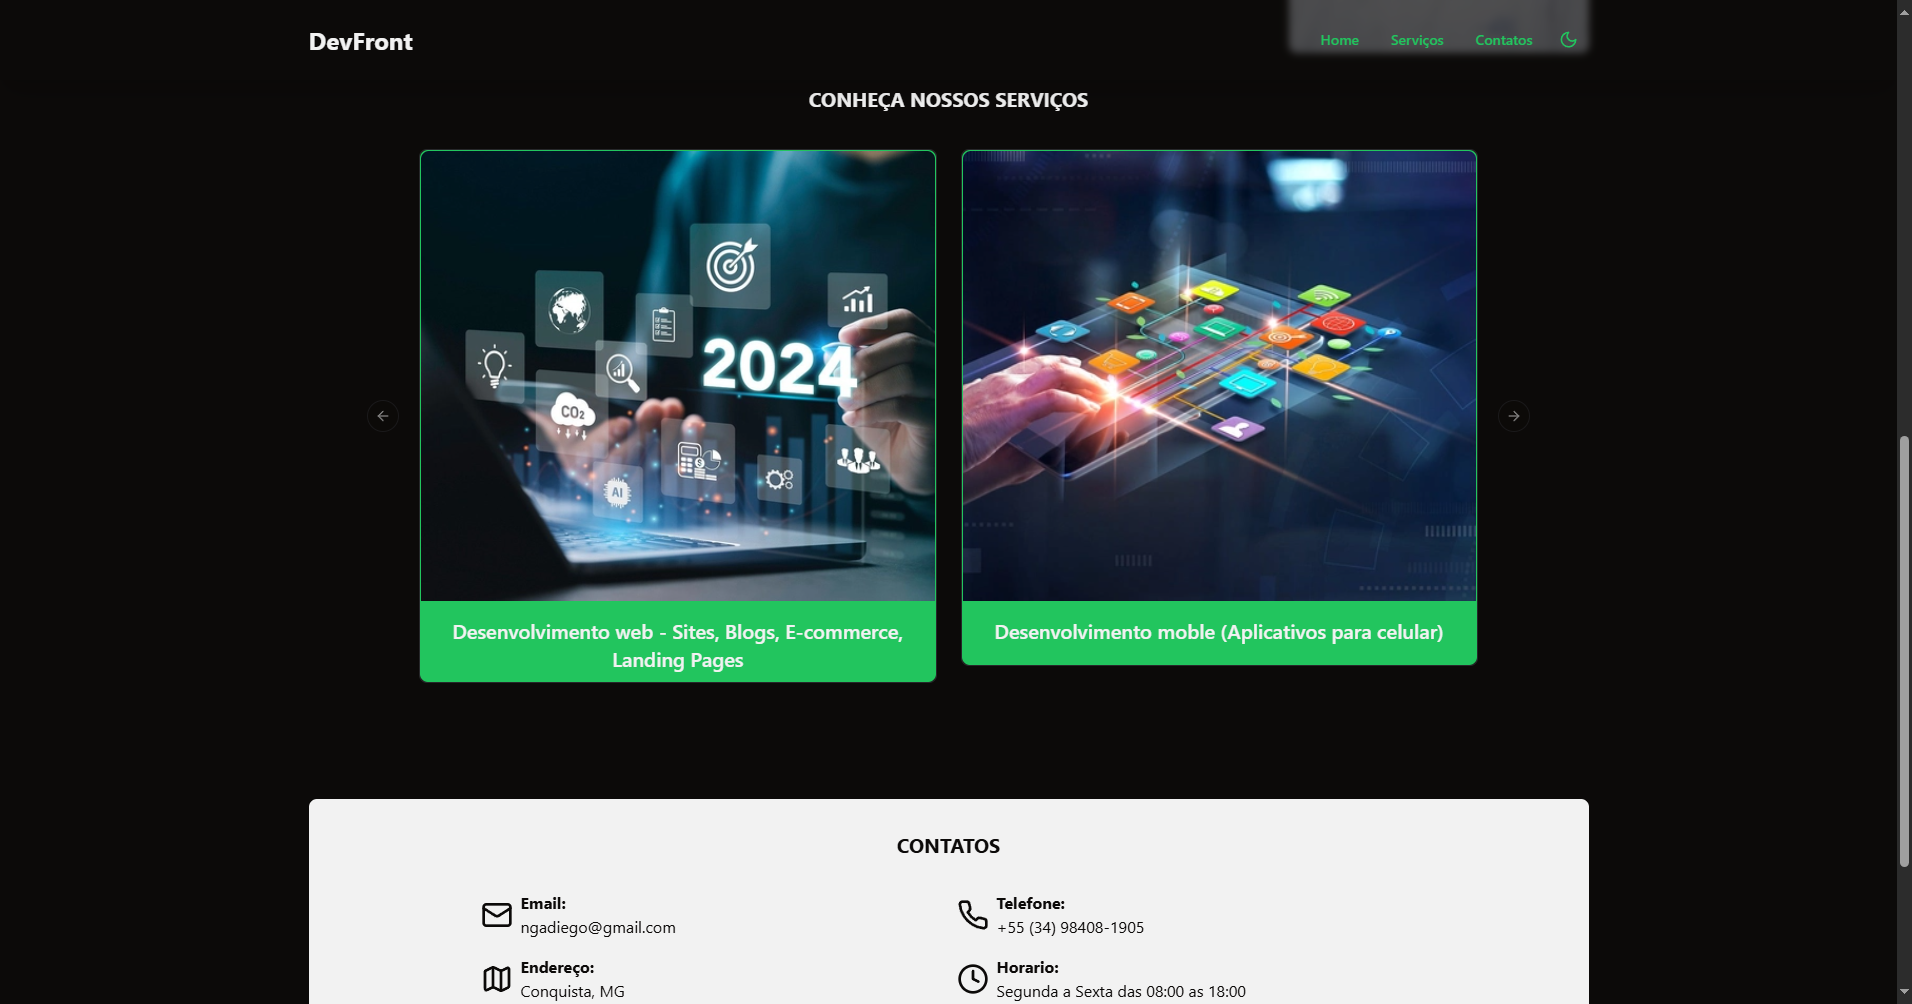 DevFront
Home Serviços Contatos
CONHEÇA NOSSOS SERVIÇOS
2024
CO2
AI
Desenvolvimento web - Sites, Blogs, E-commerce,
Landing Pages
Desenvolvimento moble (Aplicativos para celular)
CONTATOS
Email:
ngadiego@gmail.com
Telefone:
+55 (34) 98408-1905
Endereço:
Conquista, MG
Horario:
Segunda a Sexta das 08:00 as 18:00